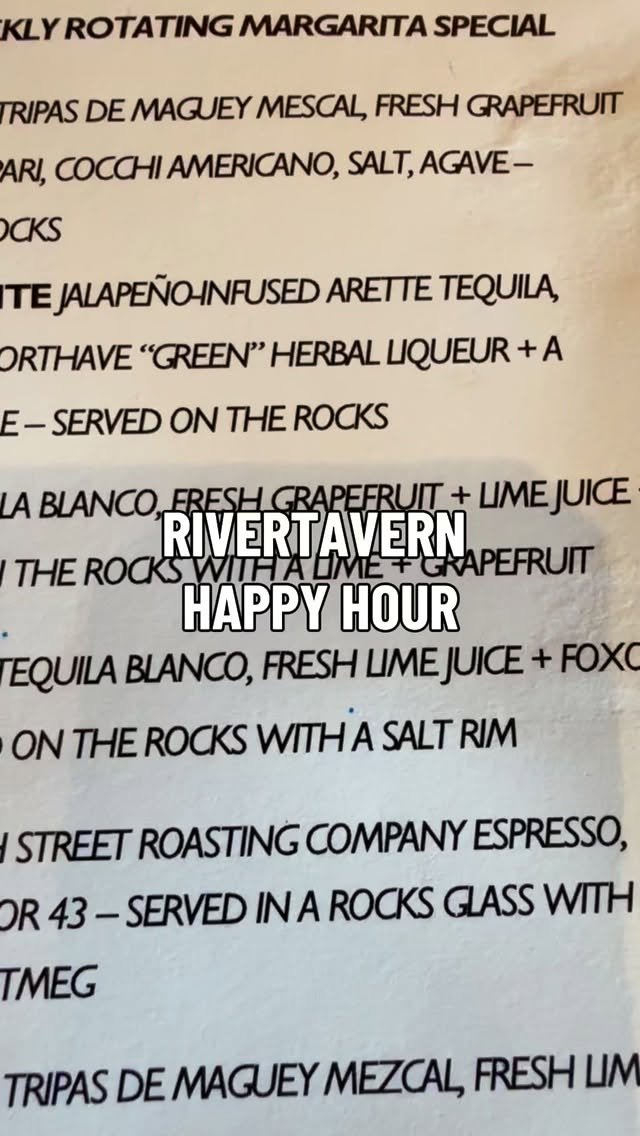 KLY ROTATING MARGARITA SPECIAL
TRIPAS DE MAGUEY MESCAL, FRESH GRAPEFRUIT
ARI, COCCHI AMERICANO, SALT, AGAVE –
OCKS
ITE JALAPEÑO-INFUSED ARETTE TEQUILA,
ORTHAVE “GREEN” HERBAL LIQUEUR + A
E – SERVED ON THE ROCKS
LA BLANCO, FRESH GRAPEFRUIT + LIME JUICE
RIVERTAVERN
THE ROCKS WITH A LIME + GRAPEFRUIT
HAPPY HOUR
TEQUILA BLANCO, FRESH LIME JUICE + FOXC
ON THE ROCKS WITH A SALT RIM
H STREET ROASTING COMPANY ESPRESSO,
OR 43 – SERVED IN A ROCKS GLASS WITH
TMEG
TRIPAS DE MAGUEY MEZCAL, FRESH LIM